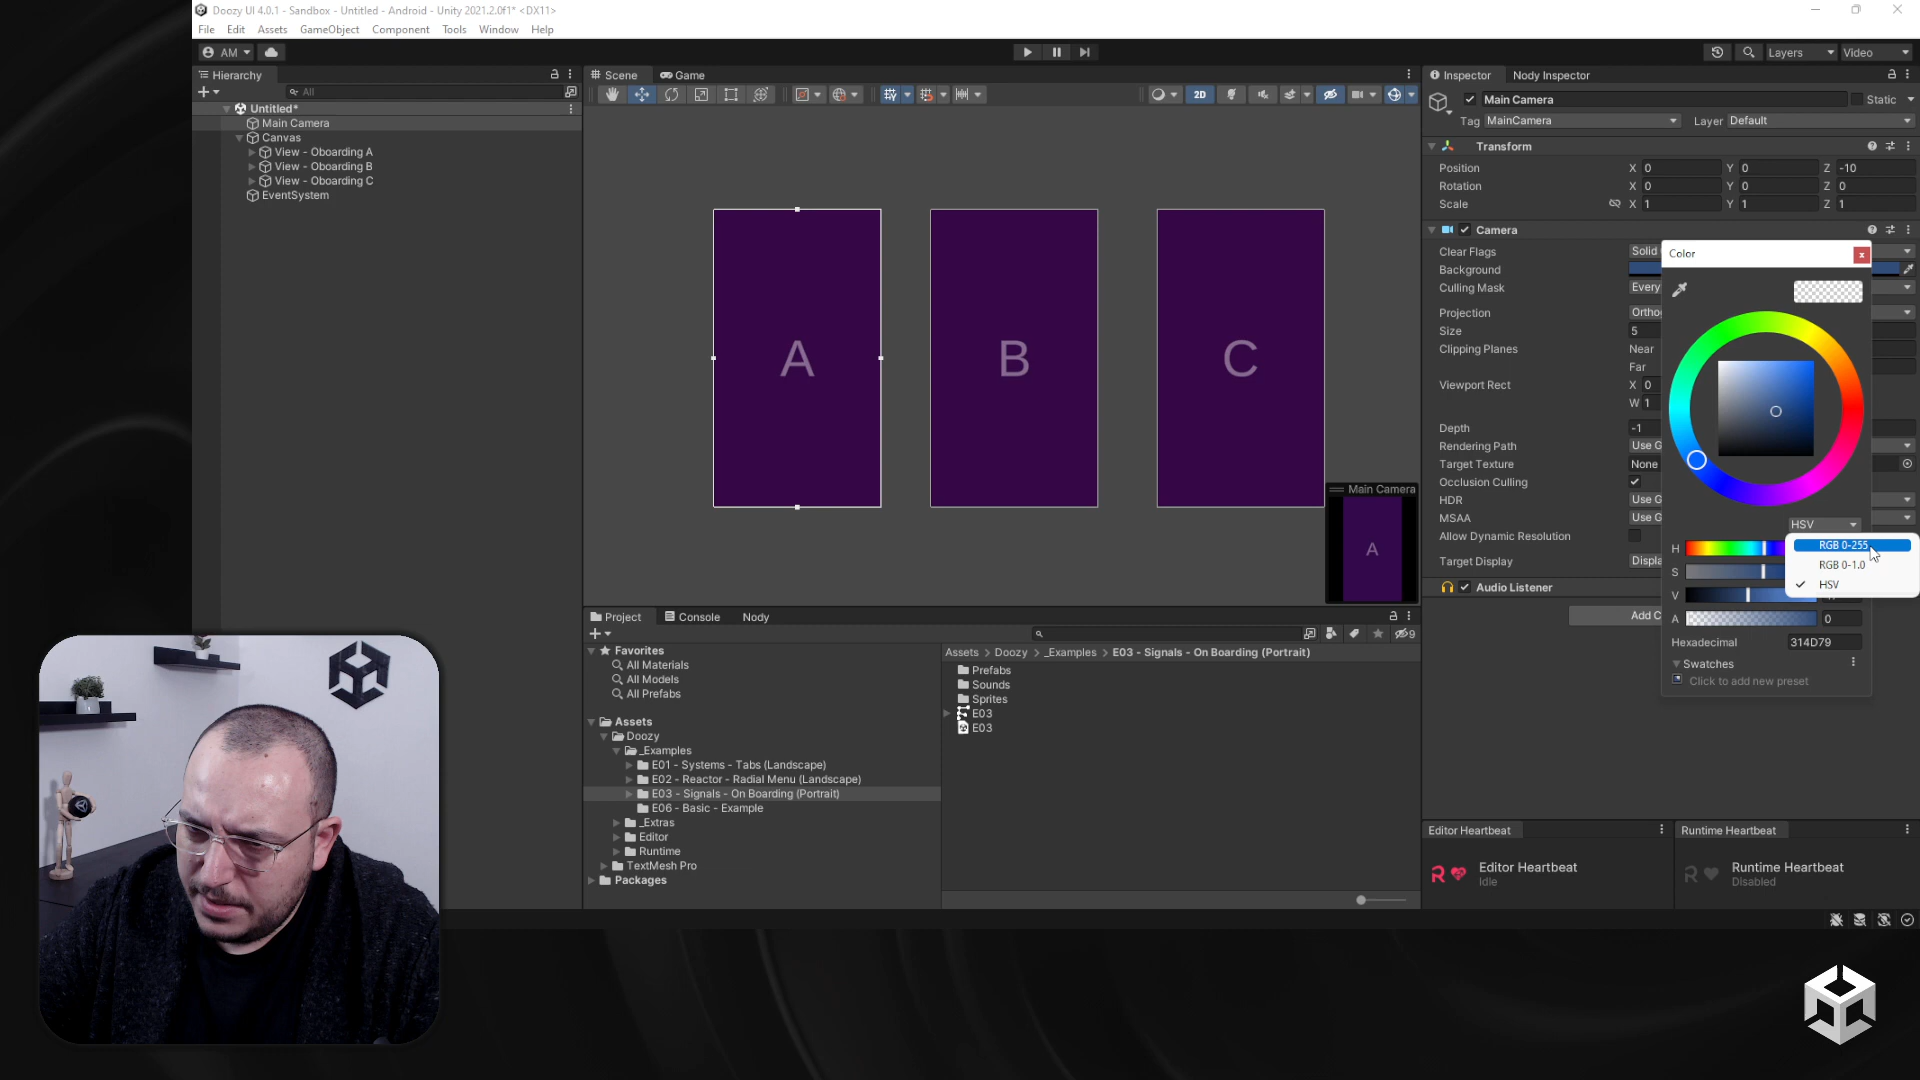 Doozy UI 4.0.1 - Sandbox - Untitled - Android - Unity 2021.2.0f1* <DX11>
File Edit Assets GameObject Component Tools Window Help
AM
Layers
Video
Hierarchy
All
Untitled*
Main Camera
Canvas
View - Oboarding A
View - Oboarding B
View - Oboarding C
EventSystem
Scene
Game
2D
A
B
C
Main Camera
A
Inspector
Node Inspector
Main Camera
Static
Tag MainCamera
Layer Default
Transform
Position X 0 Y 0 Z -10
Rotation X 0 Y 0 Z 0
Scale X 1 Y 1 Z 1
Camera
Clear Flags Solid
Background
Culling Mask Every
Projection Ortho
Size 5
Clipping Planes Near
Far
Viewport Rect X 0
W 1
Depth -1
Rendering Path Use G
Target Texture None
Occlusion Culling
HDR Use G
MSAA Use G
Allow Dynamic Resolution
Target Display Displa
Audio Listener
Add C
Color
HSV
RGB 0-255
RGB 0-1.0
HSV
H
S
V
A 0
Hexadecimal 314D79
Swatches
Click to add new preset
Project
Console
Nody
9
Favorites
All Materials
All Models
All Prefabs
Assets
Doozy
_Examples
E01 - Systems - Tabs (Landscape)
E02 - Reactor - Radial Menu (Landscape)
E03 - Signals - On Boarding (Portrait)
E06 - Basic - Example
_Extras
Editor
Runtime
TextMesh Pro
Packages
Assets > Doozy > _Examples > E03 - Signals - On Boarding (Portrait)
Prefabs
Sounds
Sprites
E03
E03
Editor Heartbeat
Runtime Heartbeat
Editor Heartbeat
Idle
Runtime Heartbeat
Disabled